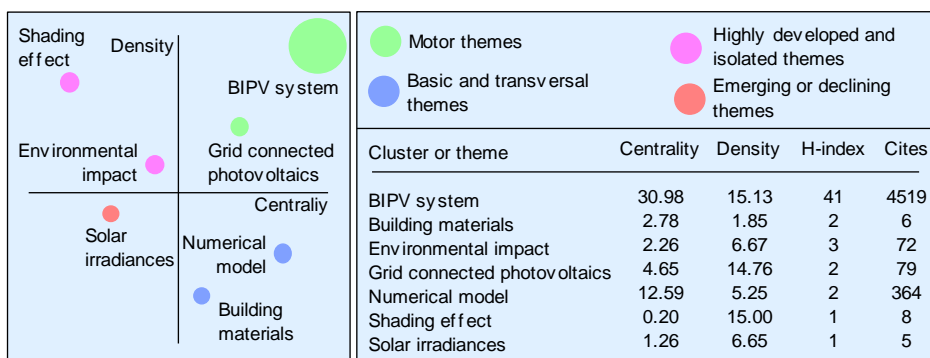 Shading
effect
Density
BIPV system
Environmental
impact
Grid connected
photovoltaics
Centraliy
Solar
irradiances
Numerical
model
Building
materials
Motor themes
Highly developed and
isolated themes
Basic and transversal
themes
Emerging or declining
themes
Cluster or theme Centrality Density H-index Cites
BIPV system 30.98 15.13 41 4519
Building materials 2.78 1.85 2 6
Environmental impact 2.26 6.67 3 72
Grid connected photovoltaics 4.65 14.76 2 79
Numerical model 12.59 5.25 2 364
Shading effect 0.20 15.00 1 8
Solar irradiances 1.26 6.65 1 5